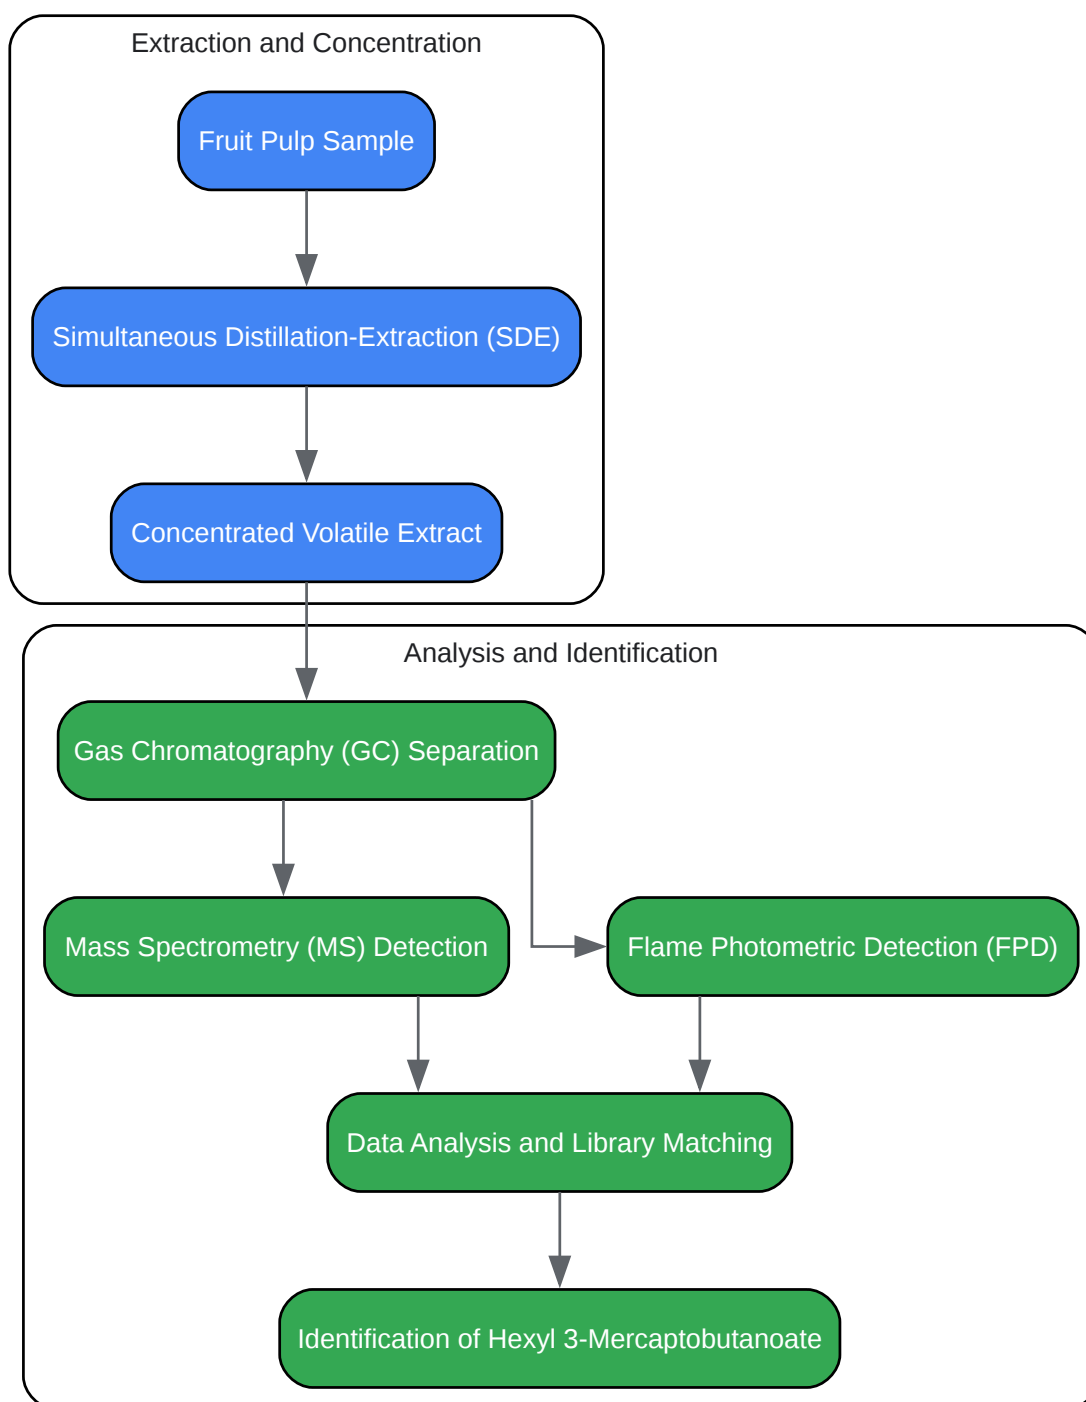 Extraction and Concentration
Fruit Pulp Sample
Simultaneous Distillation-Extraction (SDE)
Concentrated Volatile Extract
Analysis and Identification
Gas Chromatography (GC) Separation
Mass Spectrometry (MS) Detection
Flame Photometric Detection (FPD)
Data Analysis and Library Matching
Identification of Hexyl 3-Mercaptobutanoate